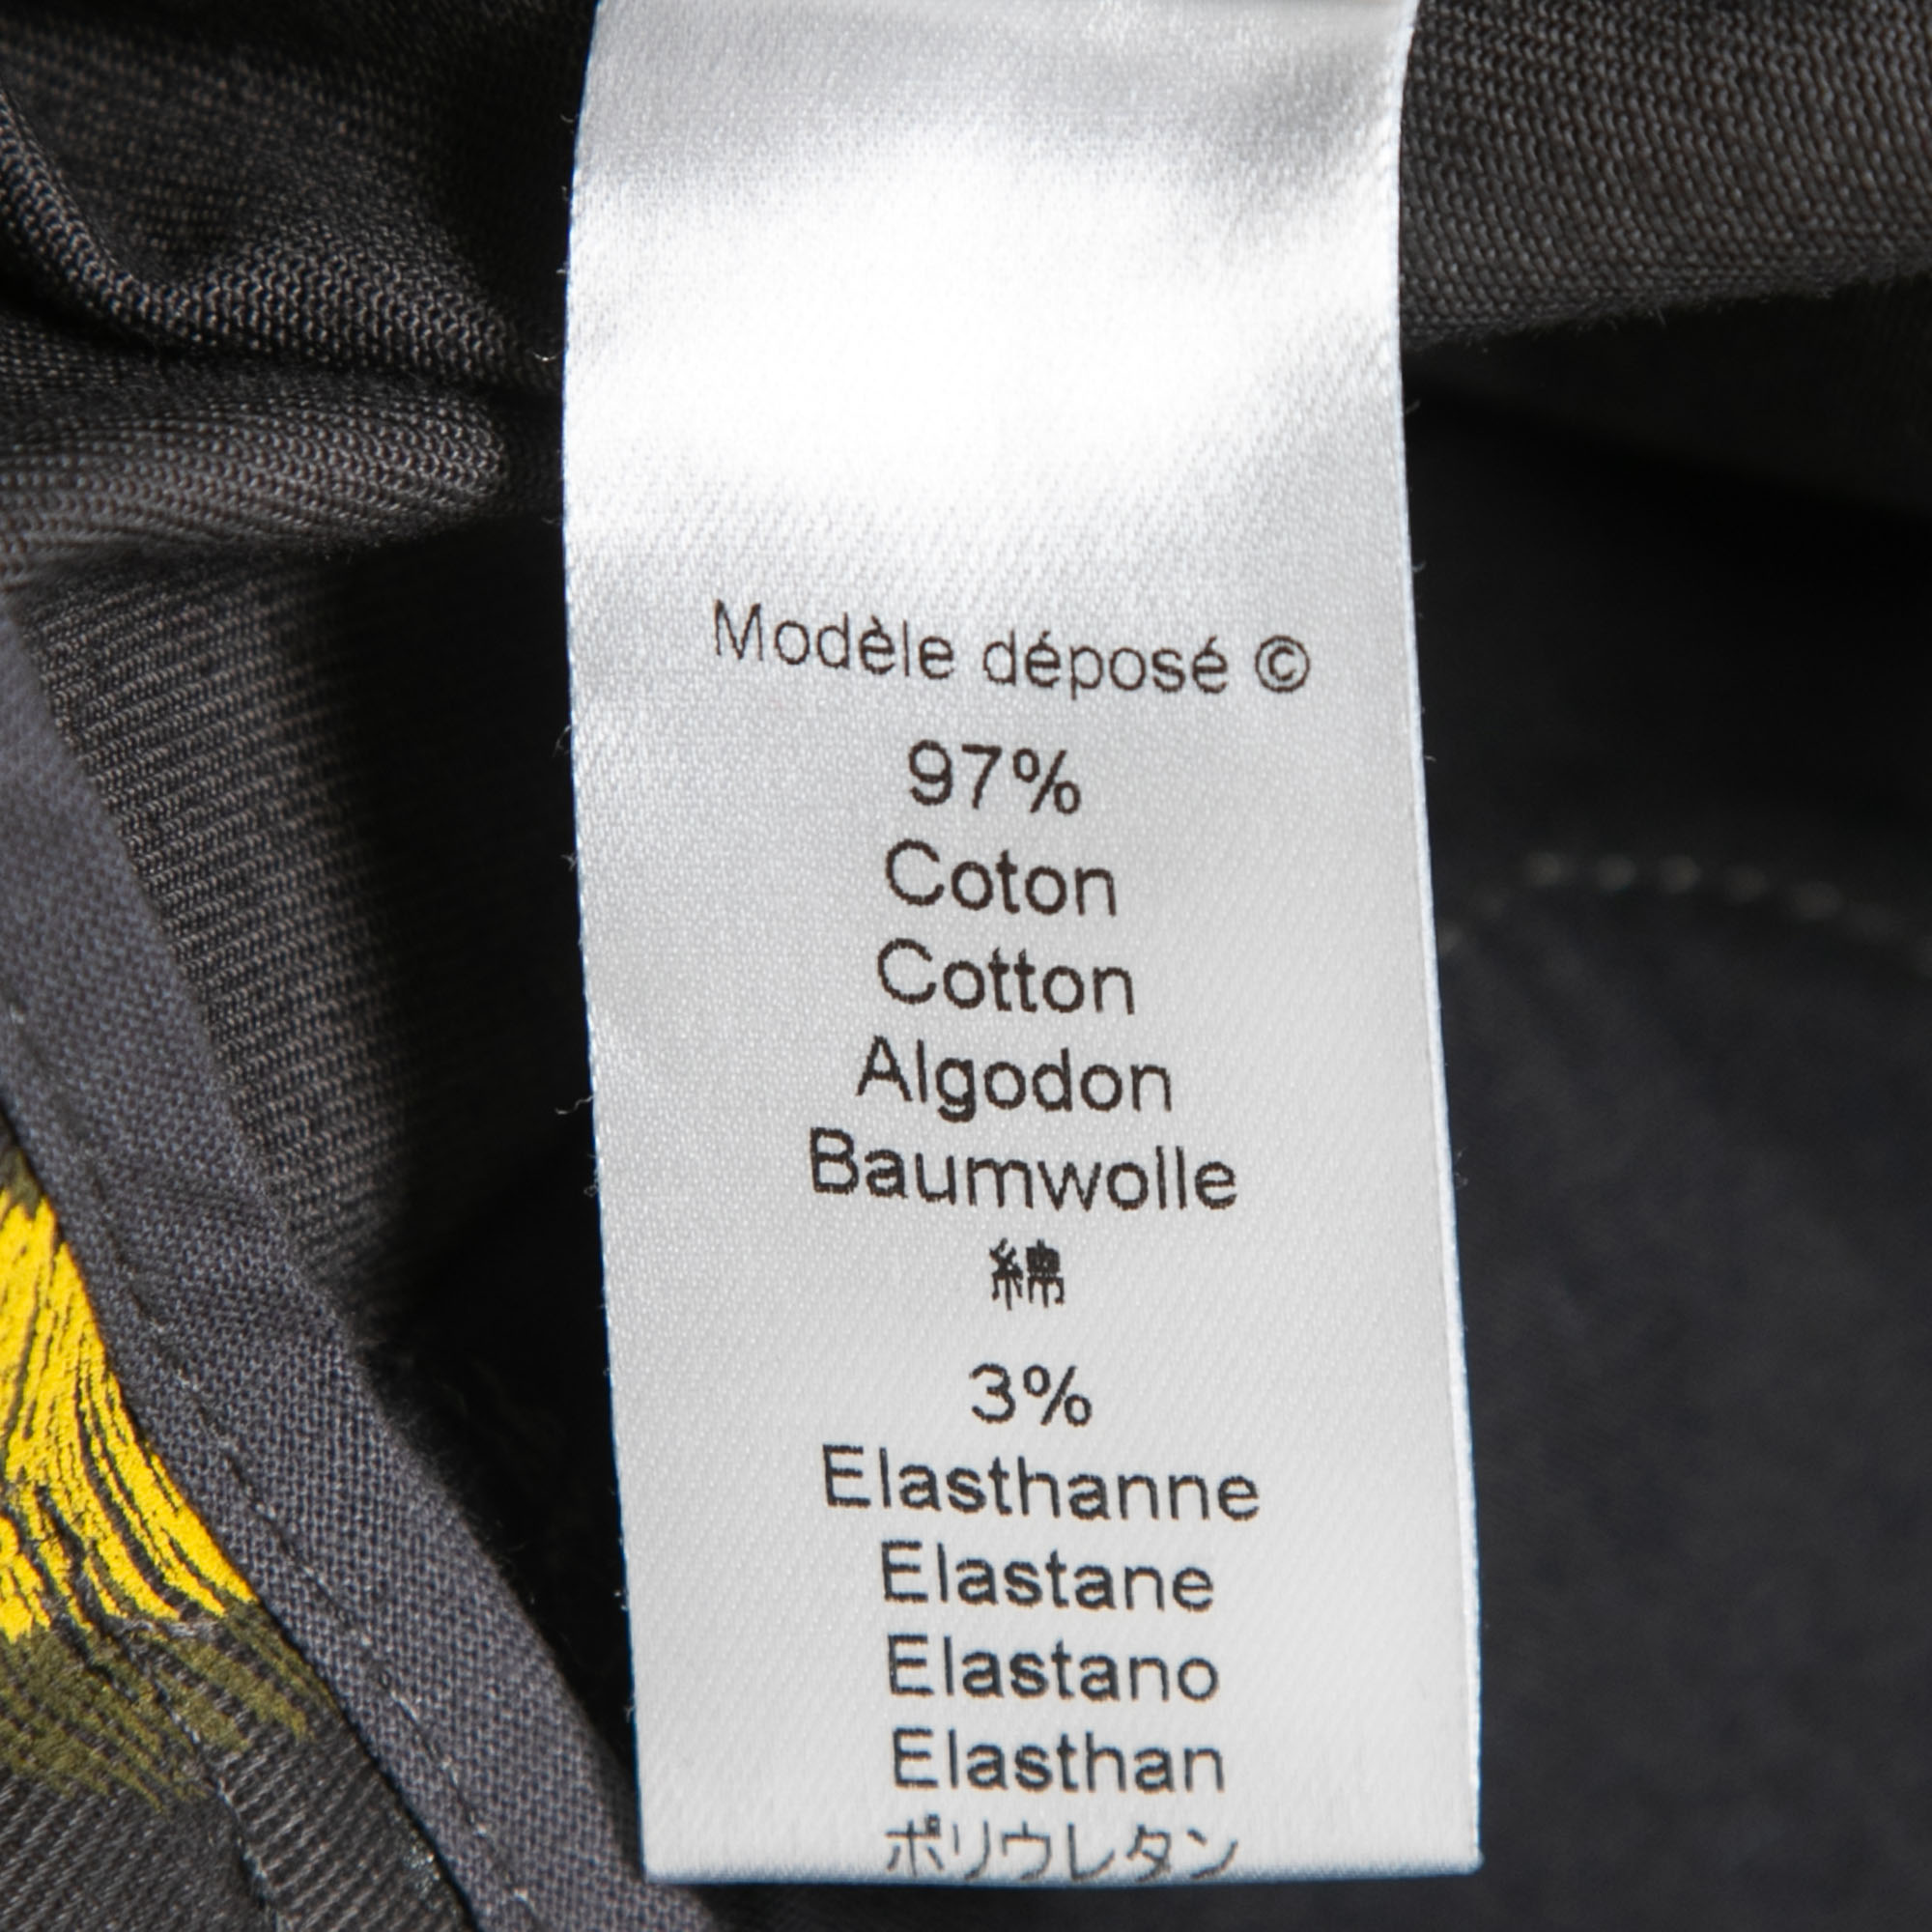 Modèle déposé ©
97%
Coton
Cotton
Algodon
Baumwolle
綿
3%
Elasthanne
Elastane
Elastano
Elasthan
ポリウレタン